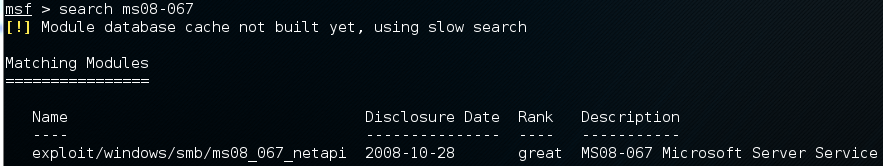 msf > search ms08-067
[!] Module database cache not built yet, using slow search
Matching Modules
================
Name Disclosure Date Rank Description
---- --------------- ---- -----------
exploit/windows/smb/ms08_067_netapi 2008-10-28 great MS08-067 Microsoft Server Service